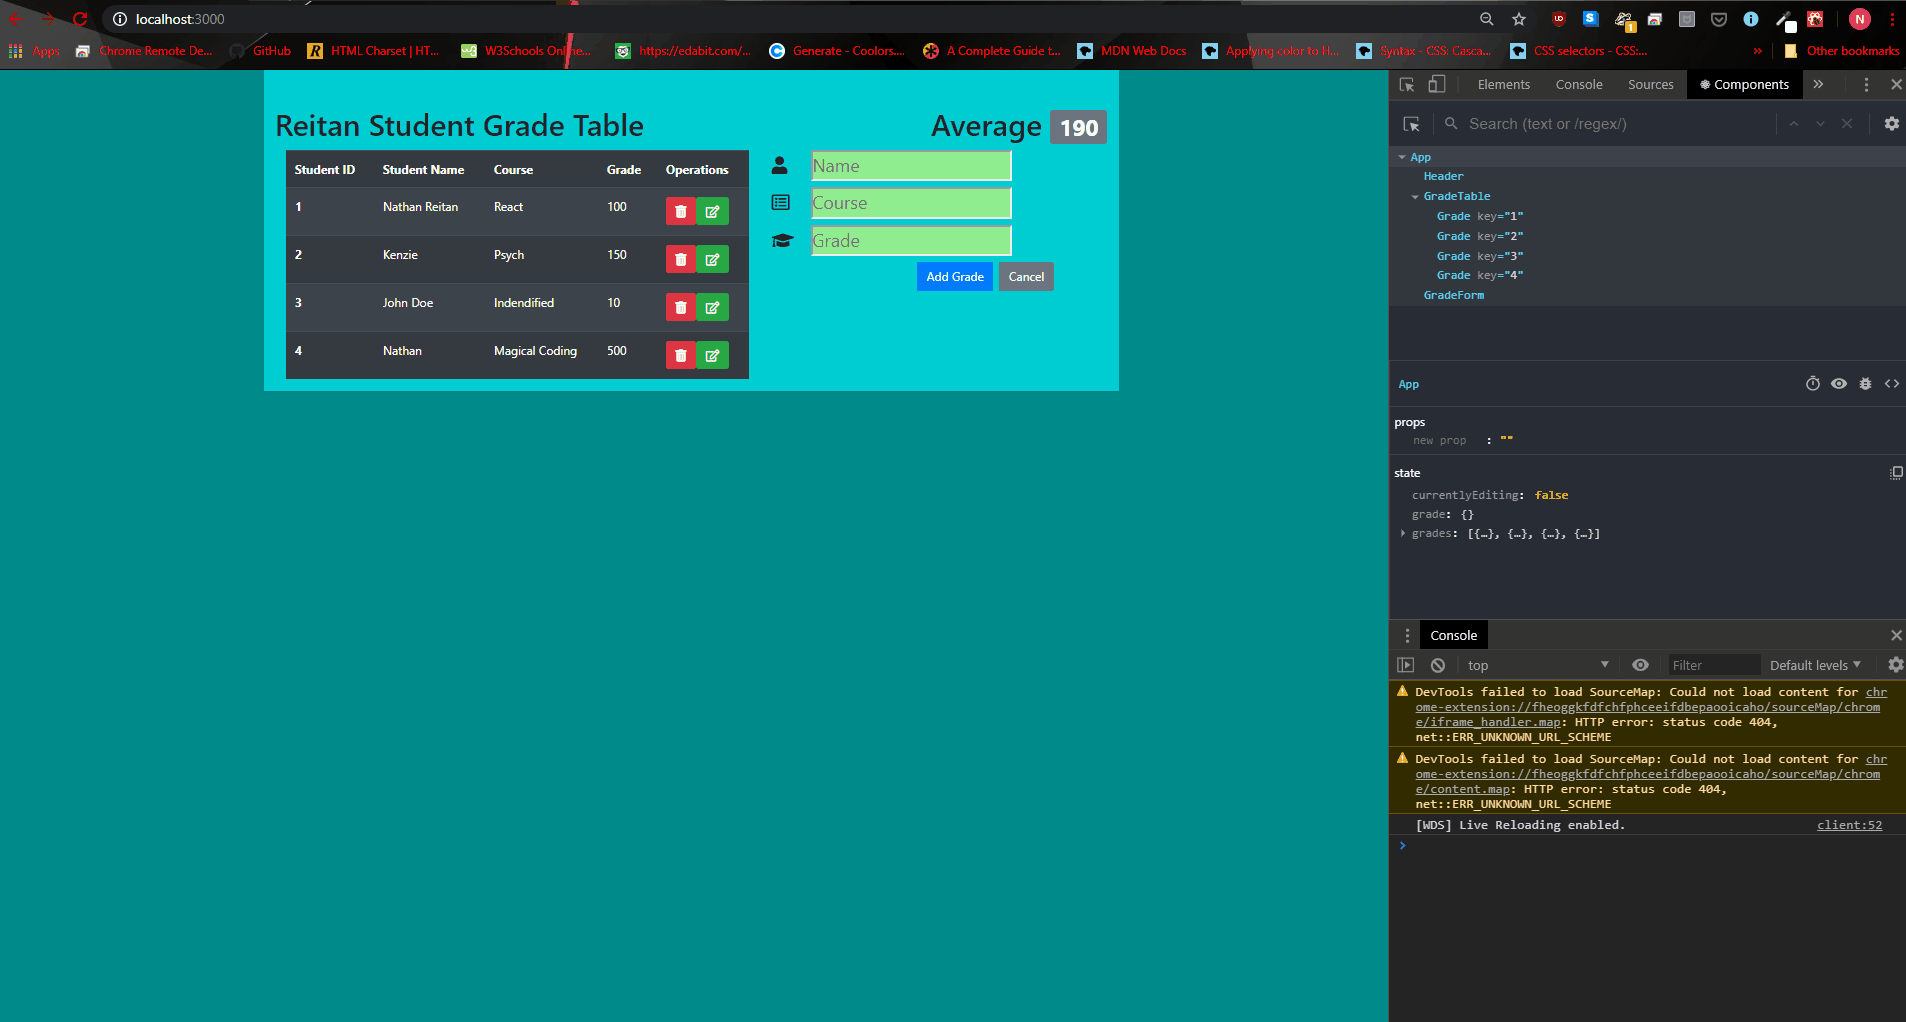 localhost:3000
N
Apps
Chrome Remote De...
GitHub
HTML Charset | HT...
W3Schools Online...
https://edabit.com/...
Generate - Coolors....
A Complete Guide t...
MDN Web Docs
Applying color to H...
Syntax - CSS: Casca...
CSS selectors - CSS:...
»
Other bookmarks
Reitan Student Grade Table
Average 190
Student ID Student Name Course Grade Operations
1 Nathan Reitan React 100
2 Kenzie Psych 150
3 John Doe Indendified 10
4 Nathan Magical Coding 500
Name
Course
Grade
Add Grade Cancel
Elements Console Sources Components »
Search (text or /regex/)
App
Header
GradeTable
Grade key="1"
Grade key="2"
Grade key="3"
Grade key="4"
GradeForm
App
props
new prop : ""
state
currentlyEditing: false
grade: {}
grades: [{…}, {…}, {…}, {…}]
Console
top Filter Default levels
DevTools failed to load SourceMap: Could not load content for chr
ome-extension://fheoggkfdfchfphceeifdbepaooicaho/sourceMap/chrom
e/iframe_handler.map: HTTP error: status code 404,
net::ERR_UNKNOWN_URL_SCHEME
DevTools failed to load SourceMap: Could not load content for chr
ome-extension://fheoggkfdfchfphceeifdbepaooicaho/sourceMap/chrom
e/content.map: HTTP error: status code 404,
net::ERR_UNKNOWN_URL_SCHEME
[WDS] Live Reloading enabled. client:52